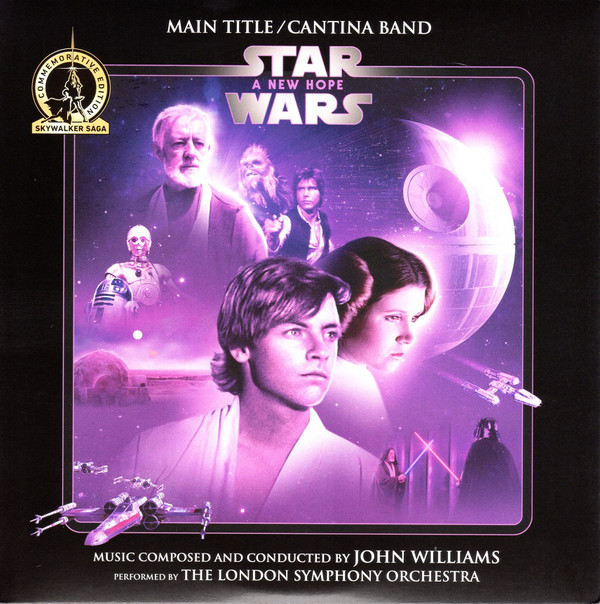 MAIN TITLE/CANTINA BAND
COMMEMORATIVE EDITION
SKYWALKER SAGA
STAR
A NEW HOPE
WARS
MUSIC COMPOSED AND CONDUCTED BY JOHN WILLIAMS
PERFORMED BY THE LONDON SYMPHONY ORCHESTRA